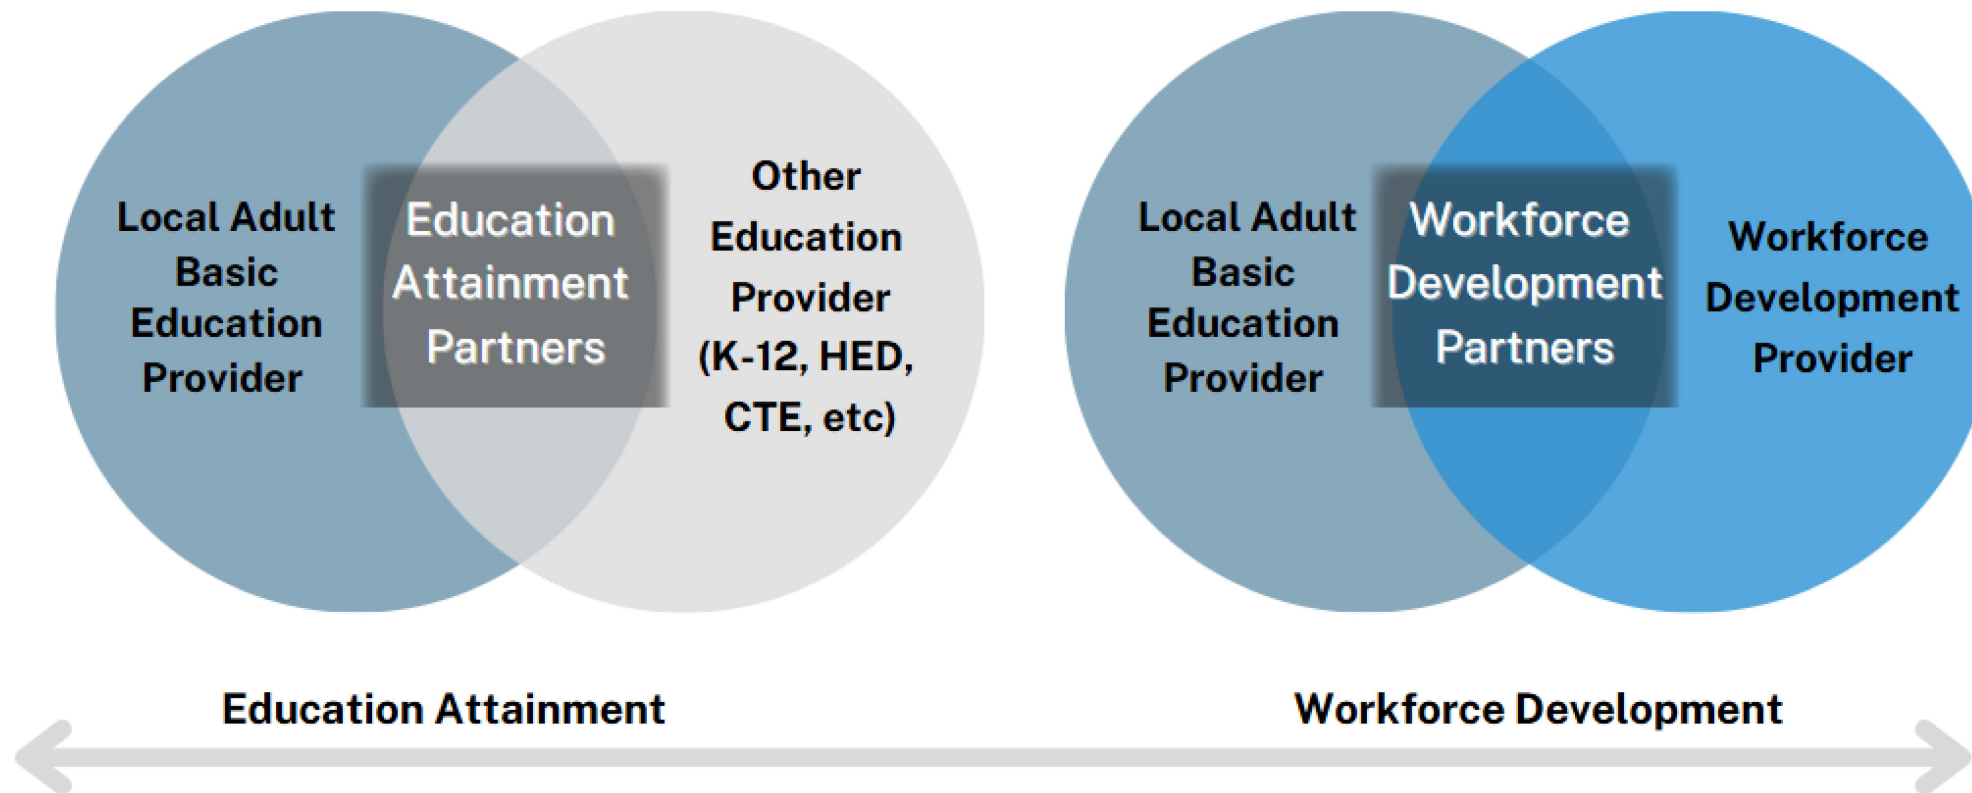 Local Adult
Basic
Education
Provider
Education
Attainment
Partners
Other
Education
Provider
(K-12, HED,
CTE, etc)
Local Adult
Basic
Education
Provider
Workforce
Development
Partners
Workforce
Development
Provider
Education Attainment
Workforce Development